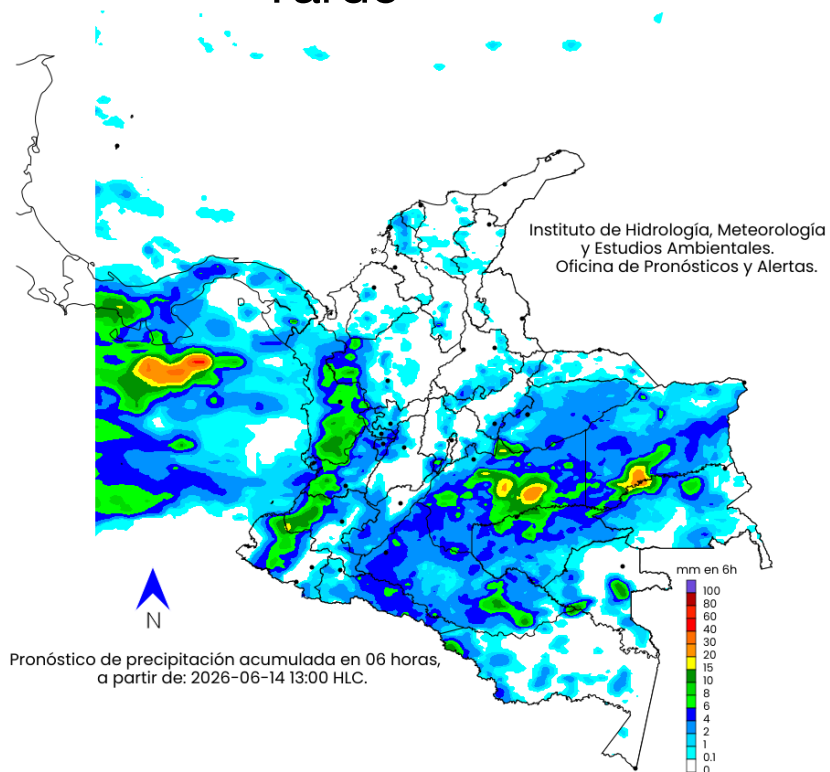 Instituto de Hidrología, Meteorología
y Estudios Ambientales.
Oficina de Pronósticos y Alertas.
mm en 6h
100
80
60
40
30
20
15
10
8
6
4
2
1
0.1
0
N
Pronóstico de precipitación acumulada en 06 horas,
a partir de: 2026-06-14 13:00 HLC.